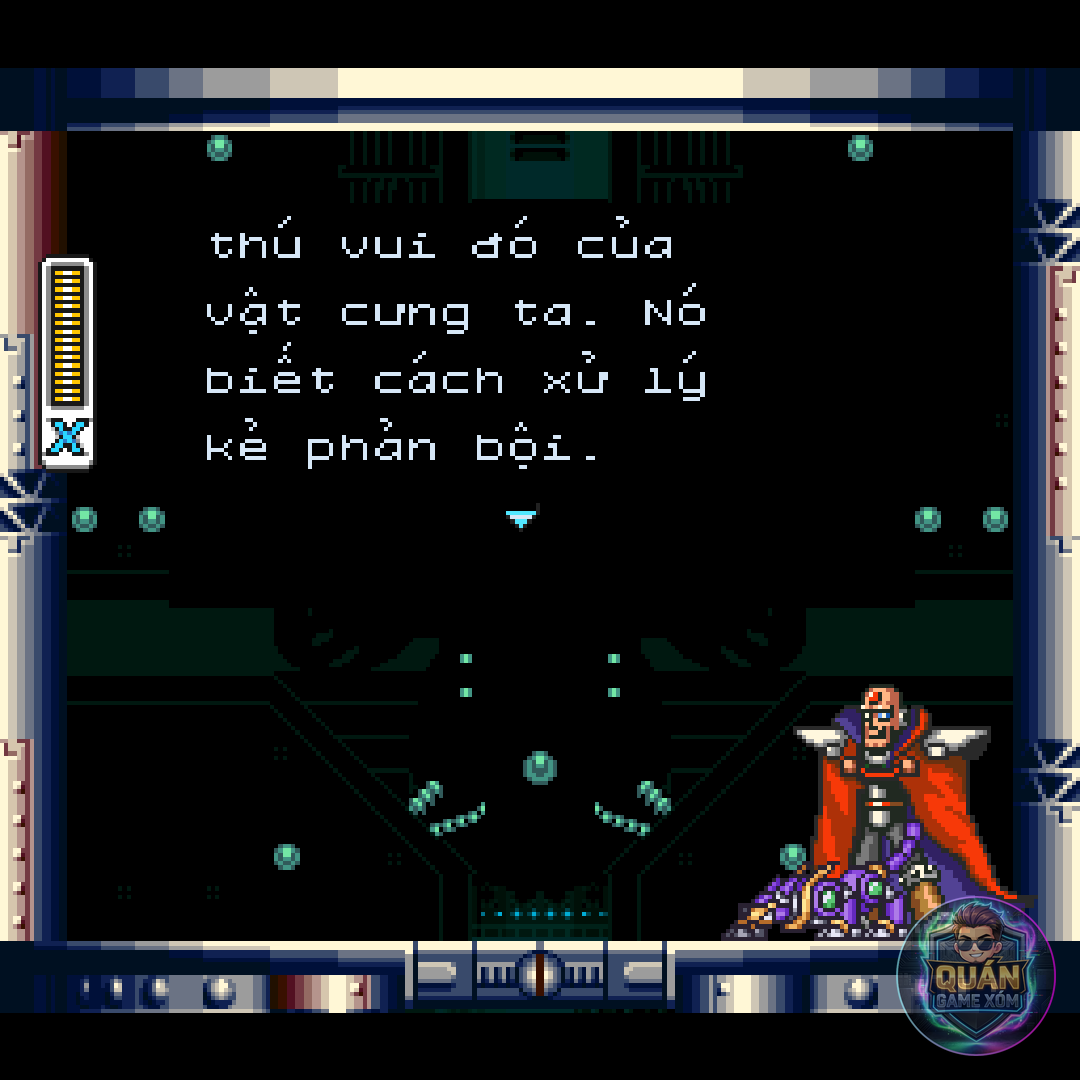 thú vui đó của
vật cưng ta. Nó
biết cách xử lý
kẻ phản bội.
X
QUÁN
GAME XÓM